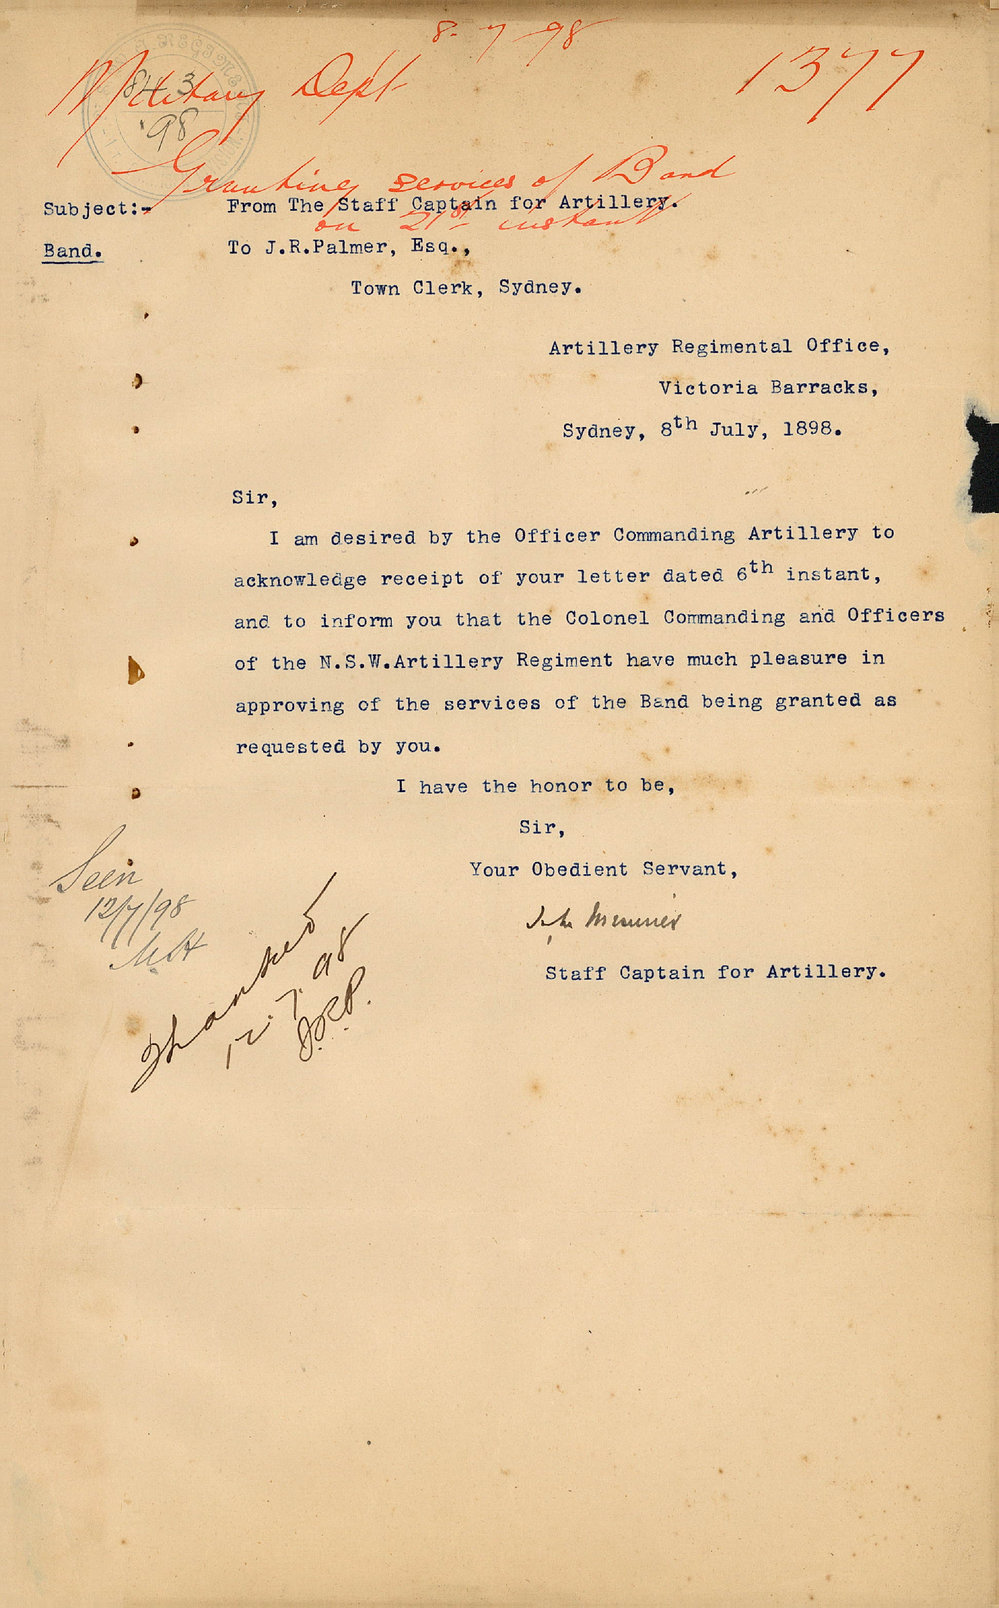 8-7-98
Military Dept 1377
843
'98
Granting services of Band
on 21st instant
Subject:- From The Staff Captain for Artillery.
Band. To J.R.Palmer, Esq.,
Town Clerk, Sydney.
Artillery Regimental Office,
Victoria Barracks,
Sydney, 8th July, 1898.
Sir,
I am desired by the Officer Commanding Artillery to
acknowledge receipt of your letter dated 6th instant,
and to inform you that the Colonel Commanding and Officers
of the N.S.W.Artillery Regiment have much pleasure in
approving of the services of the Band being granted as
requested by you.
I have the honor to be,
Sir,
Your Obedient Servant,
Staff Captain for Artillery.
Seen
12/7/98
Thanked
12.7.98
J.R.P.